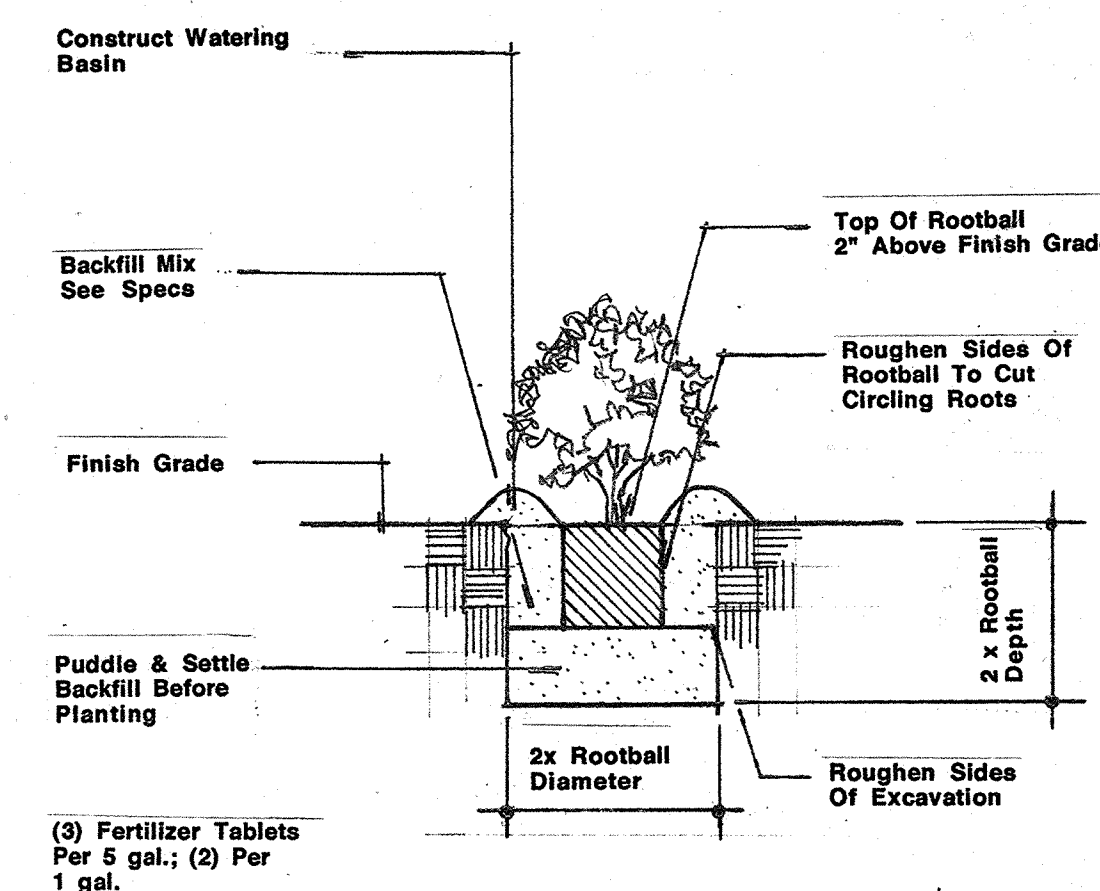 Construct Watering
Basin
Top Of Rootball
2" Above Finish Grad
Backfill Mix
See Specs
Roughen Sides Of
Rootball To Cut
Circling Roots
Finish Grade
2 x Rootball
Depth
Puddle & Settle
Backfill Before
Planting
2x Rootball
Diameter
Roughen Sides
Of Excavation
(3) Fertilizer Tablets
Per 5 gal.; (2) Per
1 gal.